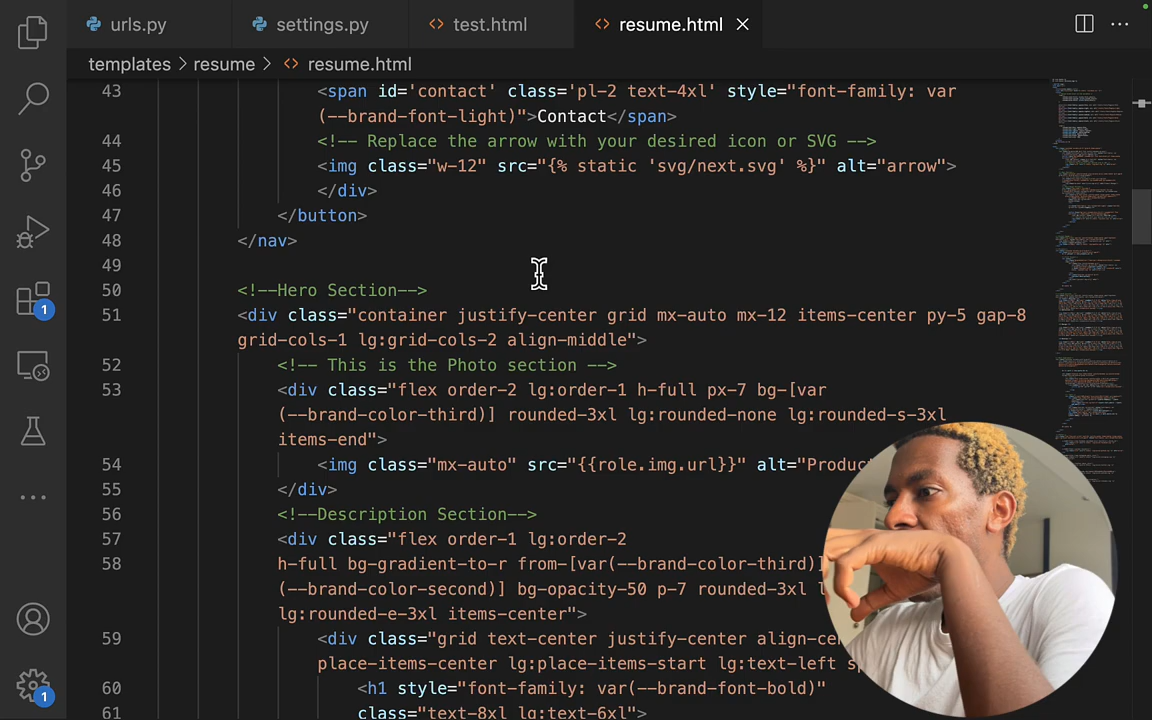 urls.py settings.py test.html resume.html
templates > resume > resume.html
43 <span id='contact' class='pl-2 text-4xl' style="font-family: var
(--brand-font-light)">Contact</span>
44 <!-- Replace the arrow with your desired icon or SVG -->
45 <img class="w-12" src="{% static 'svg/next.svg' %}" alt="arrow">
46 </div>
47 </button>
48 </nav>
49
50 <!--Hero Section-->
51 <div class="container justify-center grid mx-auto mx-12 items-center py-5 gap-8
grid-cols-1 lg:grid-cols-2 align-middle">
52 <!-- This is the Photo section -->
53 <div class="flex order-2 lg:order-1 h-full px-7 bg-[var
(--brand-color-third)] rounded-3xl lg:rounded-none lg:rounded-s-3xl
items-end">
54 <img class="mx-auto" src="{{role.img.url}}" alt="Produc
55 </div>
56 <!--Description Section-->
57 <div class="flex order-1 lg:order-2
58 h-full bg-gradient-to-r from-[var(--brand-color-third)]
(--brand-color-second)] bg-opacity-50 p-7 rounded-3xl
lg:rounded-e-3xl items-center">
59 <div class="grid text-center justify-center
place-items-center lg:place-items-start lg:text-left
60 <h1 style="font-family: var(--brand-font-bold)"
61 class="text-8xl lg:text-6xl">
1
1